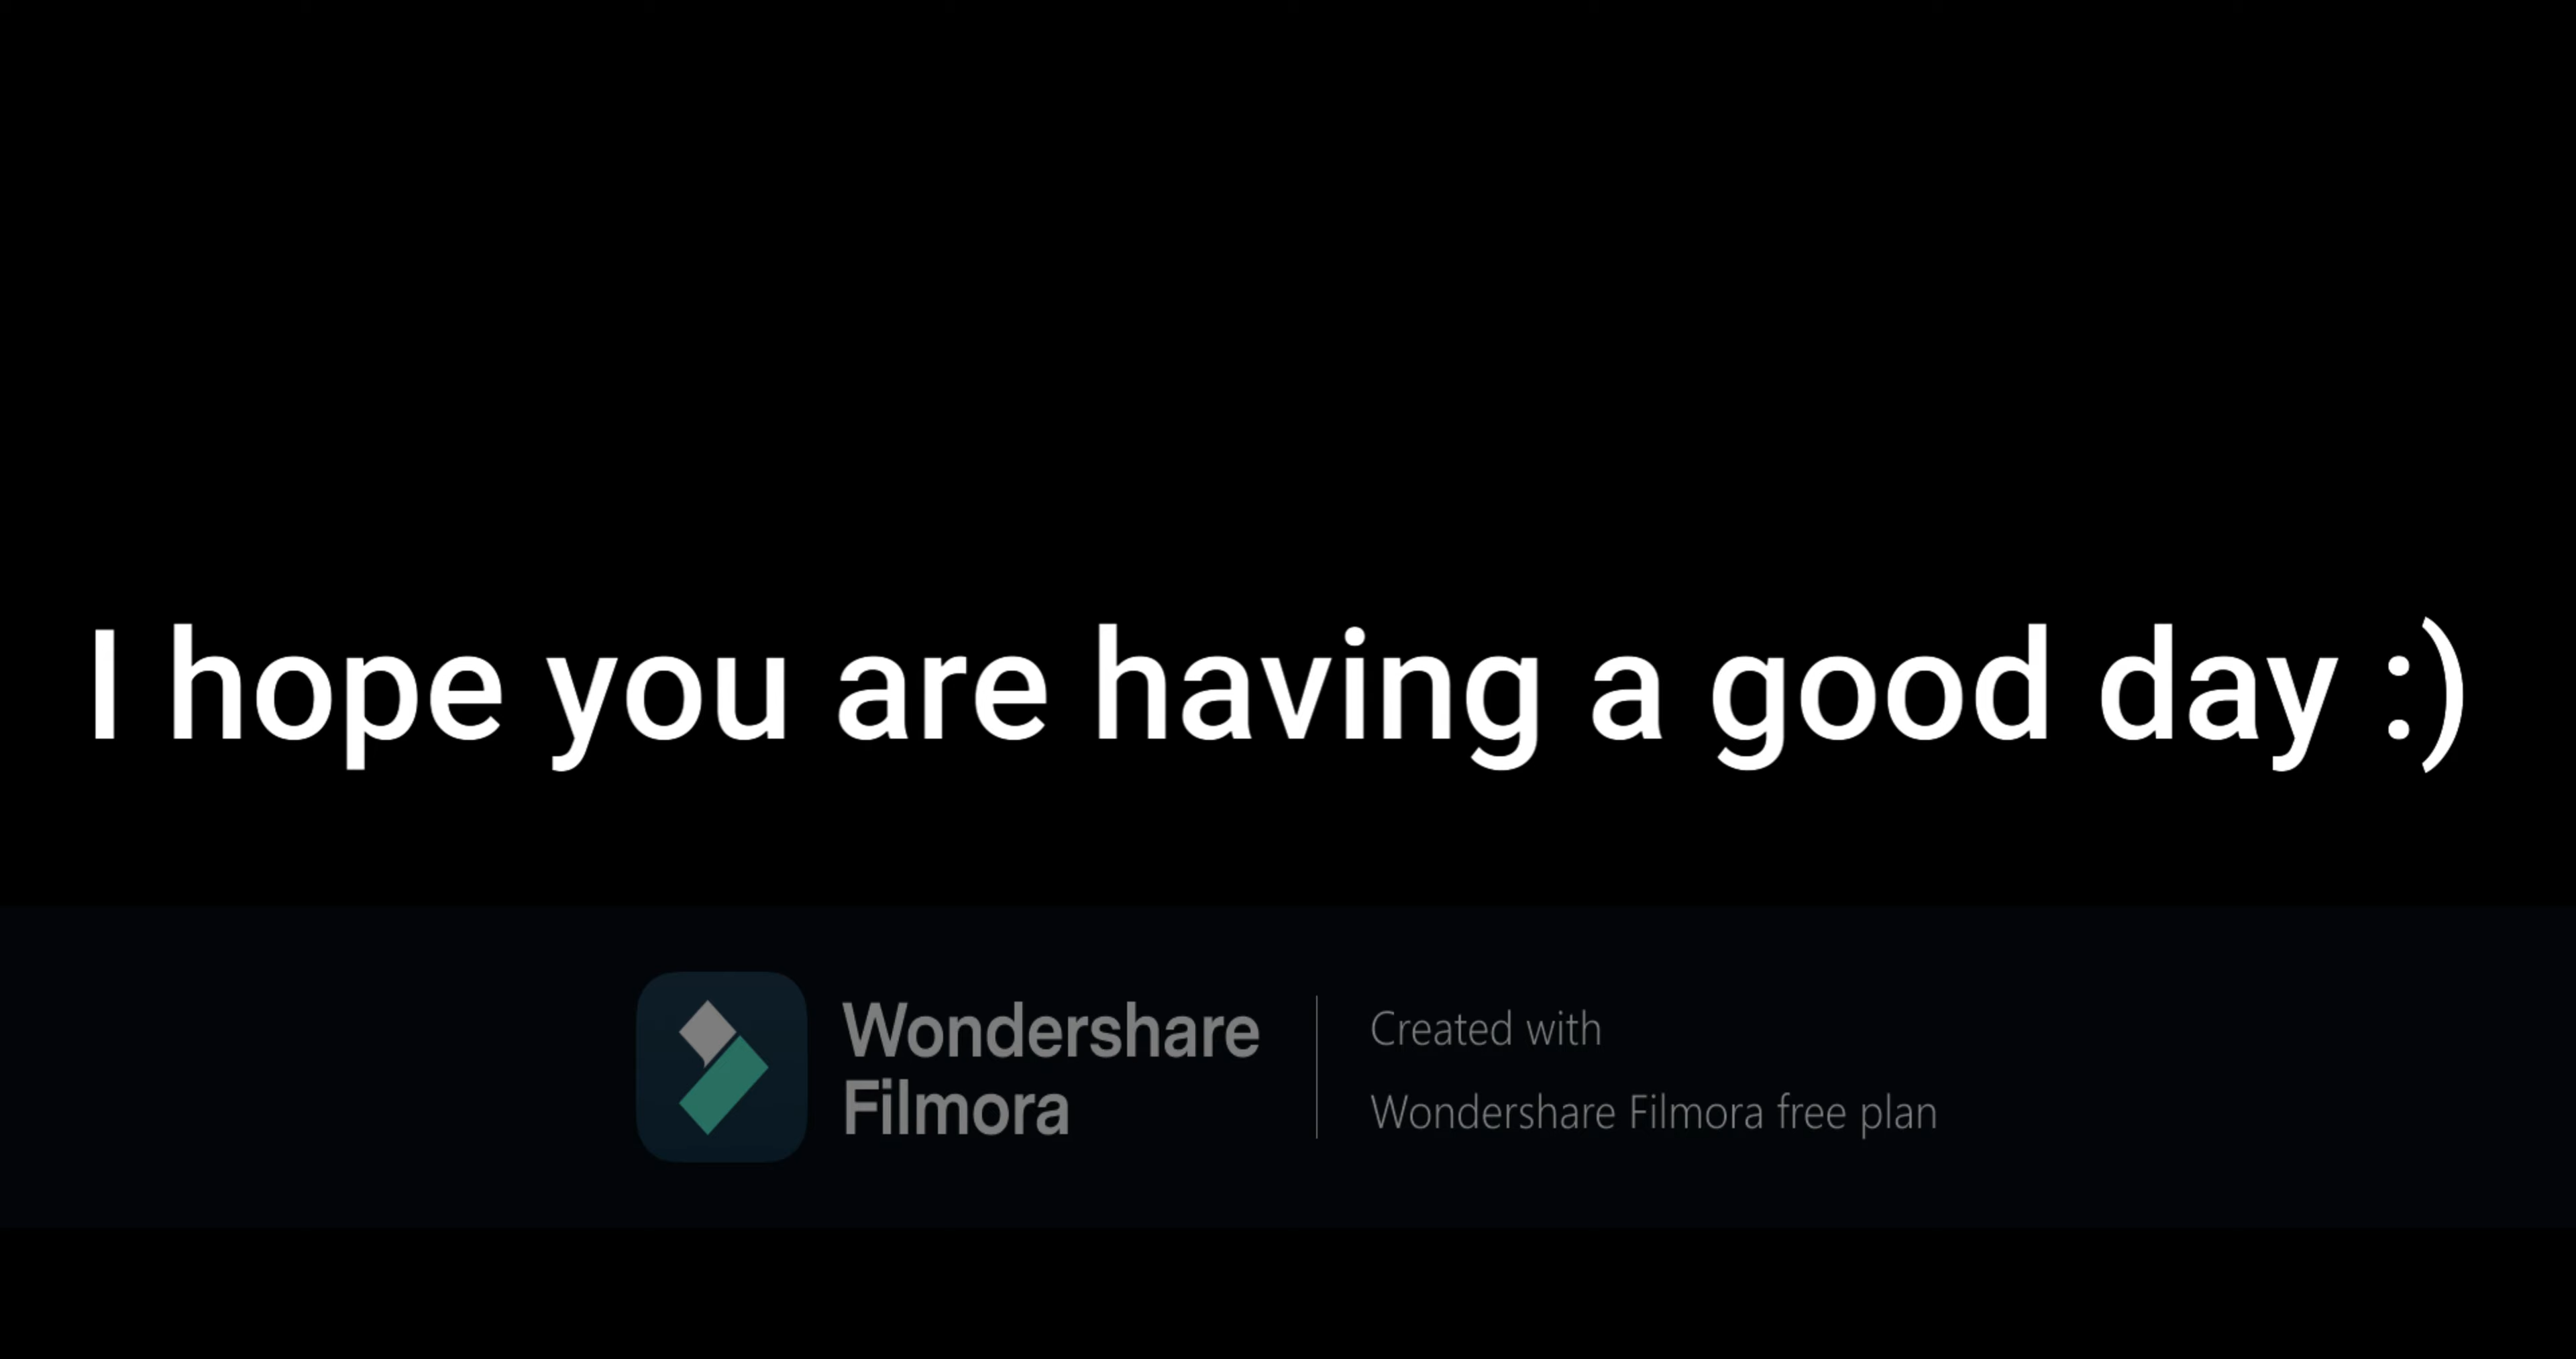 I hope you are having a good day :)
Wondershare
Filmora
Created with
Wondershare Filmora free plan